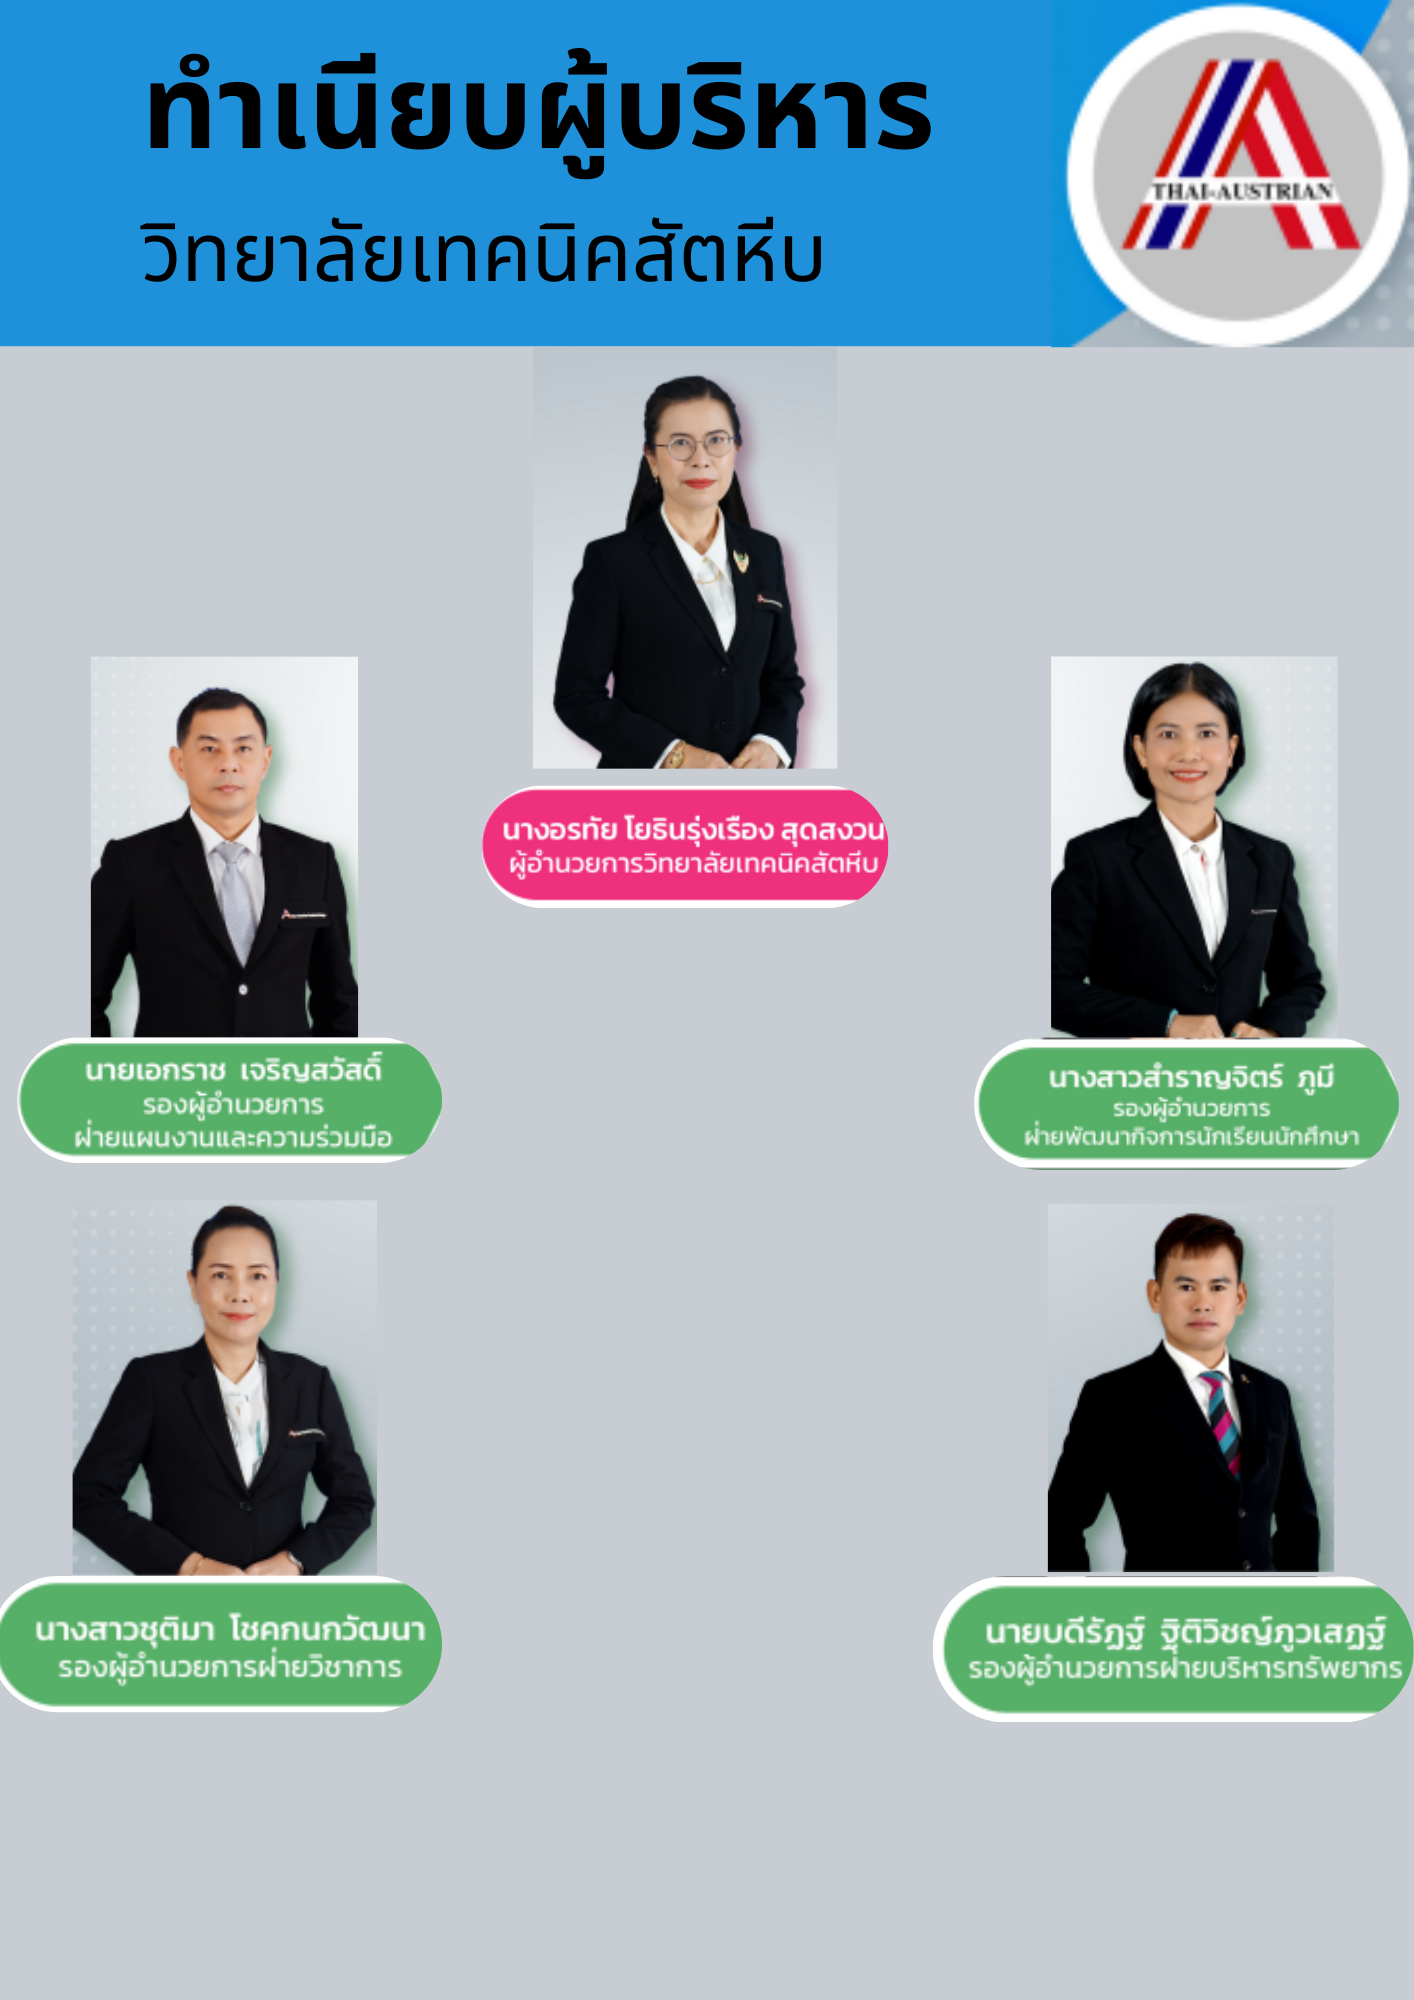 ทำเนียบผู้บริหาร
วิทยาลัยเทคนิคสัตหีบ
THAI-AUSTRIAN
นางอรทัย โยธินรุ่งเรือง สุดสงวน
ผู้อำนวยการวิทยาลัยเทคนิคสัตหีบ
นายเอกราช เจริญสวัสดิ์
รองผู้อำนวยการ
ฝ่ายแผนงานและความร่วมมือ
นางสาวสำราญจิตร์ ภูมี
รองผู้อำนวยการ
ฝ่ายพัฒนากิจการนักเรียนนักศึกษา
นางสาวชุติมา โชคกนกวัฒนา
รองผู้อำนวยการฝ่ายวิชาการ
นายบดีรัฏฐ์ ฐิติวิชญ์ภูวเสฏฐ์
รองผู้อำนวยการฝ่ายบริหารทรัพยากร